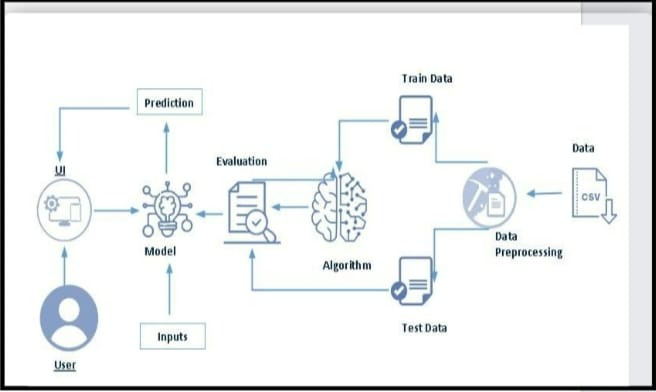 Train Data
Prediction
Data
Evaluation
UI
CSV
Model
Data
Preprocessing
Algorithm
Test Data
Inputs
User